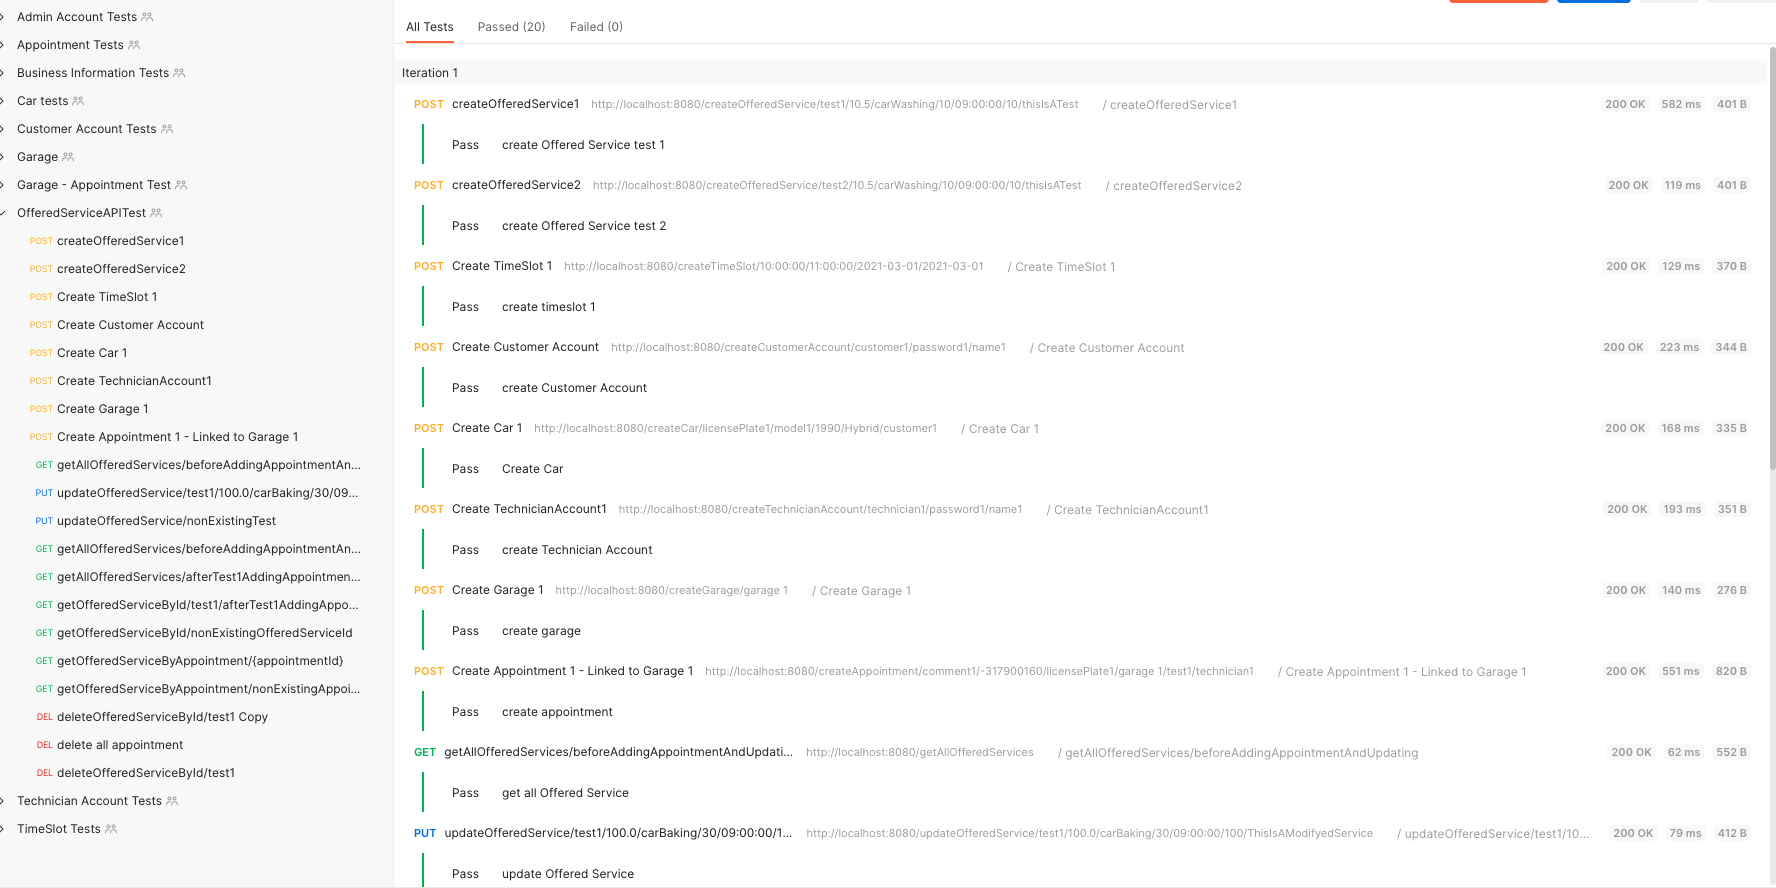 Admin Account Tests
Appointment Tests
Business Information Tests
Car tests
Customer Account Tests
Garage
Garage - Appointment Test
OfferedServiceAPITest
POST createOfferedService1
POST createOfferedService2
POST Create TimeSlot 1
POST Create Customer Account
POST Create Car 1
POST Create TechnicianAccount1
POST Create Garage 1
POST Create Appointment 1 - Linked to Garage 1
GET getAllOfferedServices/beforeAddingAppointmentAn...
PUT updateOfferedService/test1/100.0/carBaking/30/09...
PUT updateOfferedService/nonExistingTest
GET getAllOfferedServices/beforeAddingAppointmentAn...
GET getAllOfferedServices/afterTest1AddingAppointmen...
GET getOfferedServiceById/test1/afterTest1AddingAppo...
GET getOfferedServiceById/nonExistingOfferedServiceId
GET getOfferedServiceByAppointment/{appointmentId}
GET getOfferedServiceByAppointment/nonExistingAppoi...
DEL deleteOfferedServiceById/test1 Copy
DEL delete all appointment
DEL deleteOfferedServiceById/test1
Technician Account Tests
TimeSlot Tests
All Tests Passed (20) Failed (0)
Iteration 1
POST createOfferedService1 http://localhost:8080/createOfferedService/test1/10.5/carWashing/10/09:00:00/10/thisIsATest / createOfferedService1 200 OK 582 ms 401 B
Pass create Offered Service test 1
POST createOfferedService2 http://localhost:8080/createOfferedService/test2/10.5/carWashing/10/09:00:00/10/thisIsATest / createOfferedService2 200 OK 119 ms 401 B
Pass create Offered Service test 2
POST Create TimeSlot 1 http://localhost:8080/createTimeSlot/10:00:00/11:00:00/2021-03-01/2021-03-01 / Create TimeSlot 1 200 OK 129 ms 370 B
Pass create timeslot 1
POST Create Customer Account http://localhost:8080/createCustomerAccount/customer1/password1/name1 / Create Customer Account 200 OK 223 ms 344 B
Pass create Customer Account
POST Create Car 1 http://localhost:8080/createCar/licensePlate1/model1/1990/Hybrid/customer1 / Create Car 1 200 OK 168 ms 335 B
Pass Create Car
POST Create TechnicianAccount1 http://localhost:8080/createTechnicianAccount/technician1/password1/name1 / Create TechnicianAccount1 200 OK 193 ms 351 B
Pass create Technician Account
POST Create Garage 1 http://localhost:8080/createGarage/garage 1 / Create Garage 1 200 OK 140 ms 276 B
Pass create garage
POST Create Appointment 1 - Linked to Garage 1 http://localhost:8080/createAppointment/comment1/-317900160/licensePlate1/garage 1/test1/technician1 / Create Appointment 1 - Linked to Garage 1 200 OK 551 ms 820 B
Pass create appointment
GET getAllOfferedServices/beforeAddingAppointmentAndUpdati... http://localhost:8080/getAllOfferedServices / getAllOfferedServices/beforeAddingAppointmentAndUpdating 200 OK 62 ms 552 B
Pass get all Offered Service
PUT updateOfferedService/test1/100.0/carBaking/30/09:00:00/1... http://localhost:8080/updateOfferedService/test1/100.0/carBaking/30/09:00:00/100/ThisIsAModifyedService / updateOfferedService/test1/10... 200 OK 79 ms 412 B
Pass update Offered Service